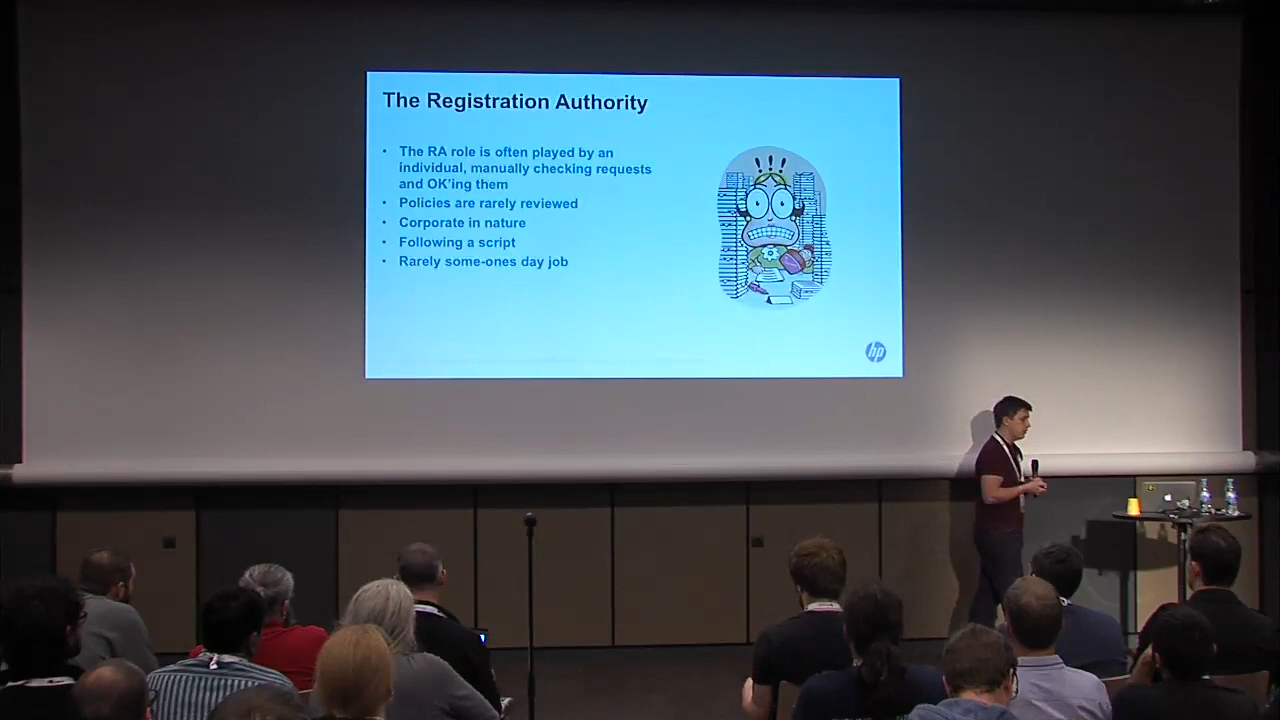 The Registration Authority
• The RA role is often played by an
individual, manually checking requests
and OK'ing them
• Policies are rarely reviewed
• Corporate in nature
• Following a script
• Rarely some-ones day job
! ! !
hp